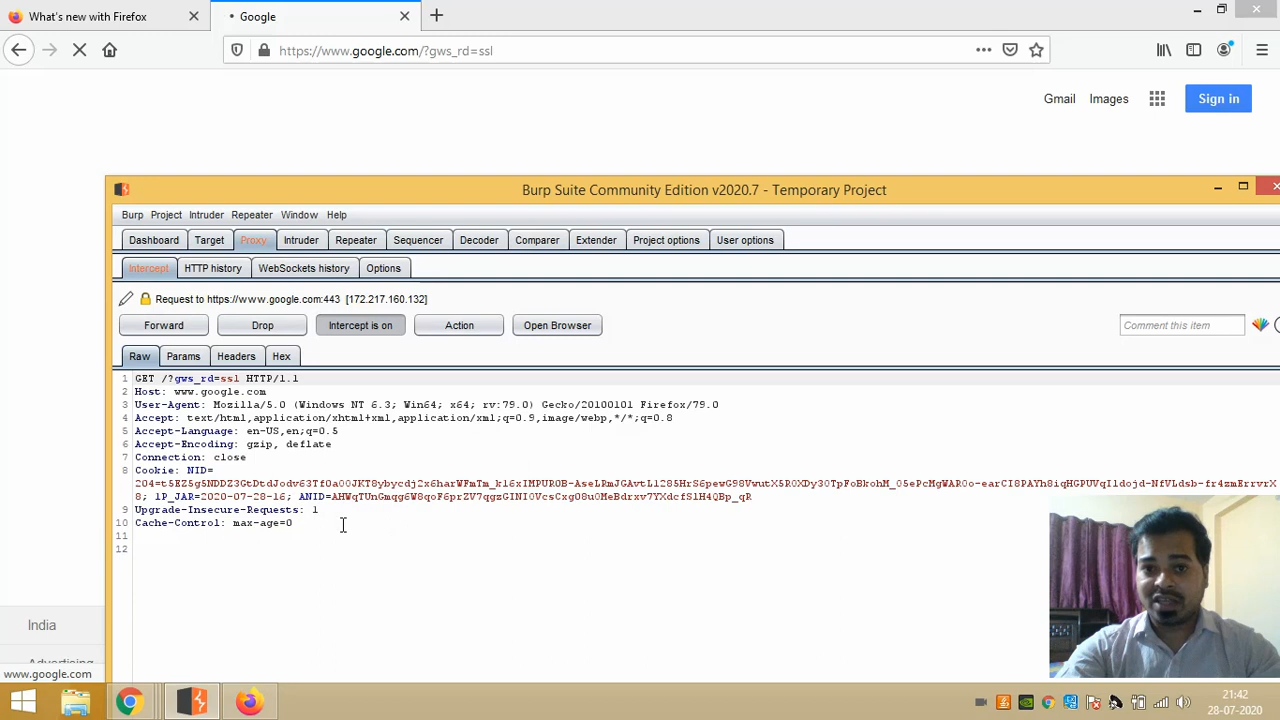 What's new with Firefox
Google
https://www.google.com/?gws_rd=ssl
Gmail
Images
Sign in
Burp Suite Community Edition v2020.7 - Temporary Project
Burp Project Intruder Repeater Window Help
Dashboard Target Proxy Intruder Repeater Sequencer Decoder Comparer Extender Project options User options
Intercept HTTP history WebSockets history Options
Request to https://www.google.com:443 [172.217.160.132]
Forward Drop Intercept is on Action Open Browser Comment this item
Raw Params Headers Hex
1 GET /?gws_rd=ssl HTTP/1.1
2 Host: www.google.com
3 User-Agent: Mozilla/5.0 (Windows NT 6.3; Win64; x64; rv:79.0) Gecko/20100101 Firefox/79.0
4 Accept: text/html,application/xhtml+xml,application/xml;q=0.9,image/webp,*/*;q=0.8
5 Accept-Language: en-US,en;q=0.5
6 Accept-Encoding: gzip, deflate
7 Connection: close
8 Cookie: NID=
1P_JAR=2020-07-28-16; ANID=
9 Upgrade-Insecure-Requests: 1
10 Cache-Control: max-age=0
11
12
India
Advertising
www.google.com
21:42
28-07-2020